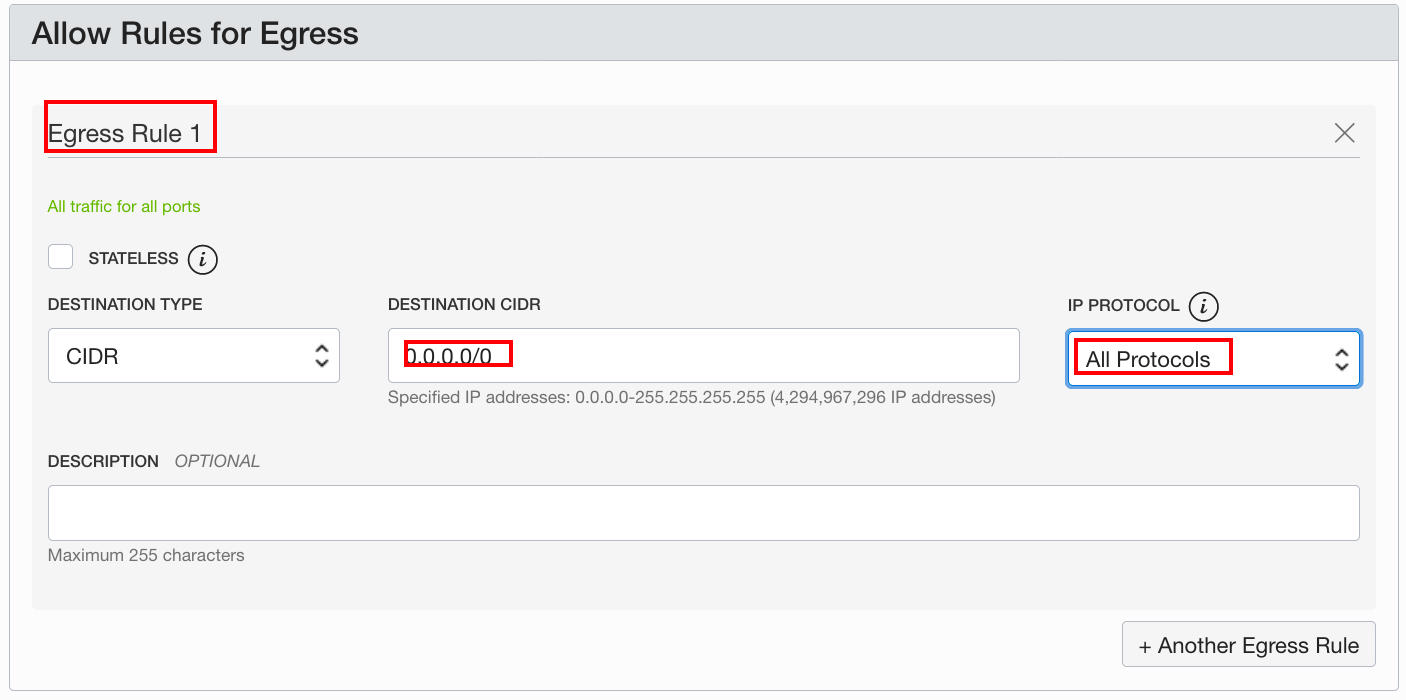 Allow Rules for Egress
Egress Rule 1
All traffic for all ports
STATELESS i
DESTINATION TYPE
DESTINATION CIDR
IP PROTOCOL i
CIDR
0.0.0.0/0
All Protocols
Specified IP addresses: 0.0.0.0-255.255.255.255 (4,294,967,296 IP addresses)
DESCRIPTION OPTIONAL
Maximum 255 characters
+ Another Egress Rule